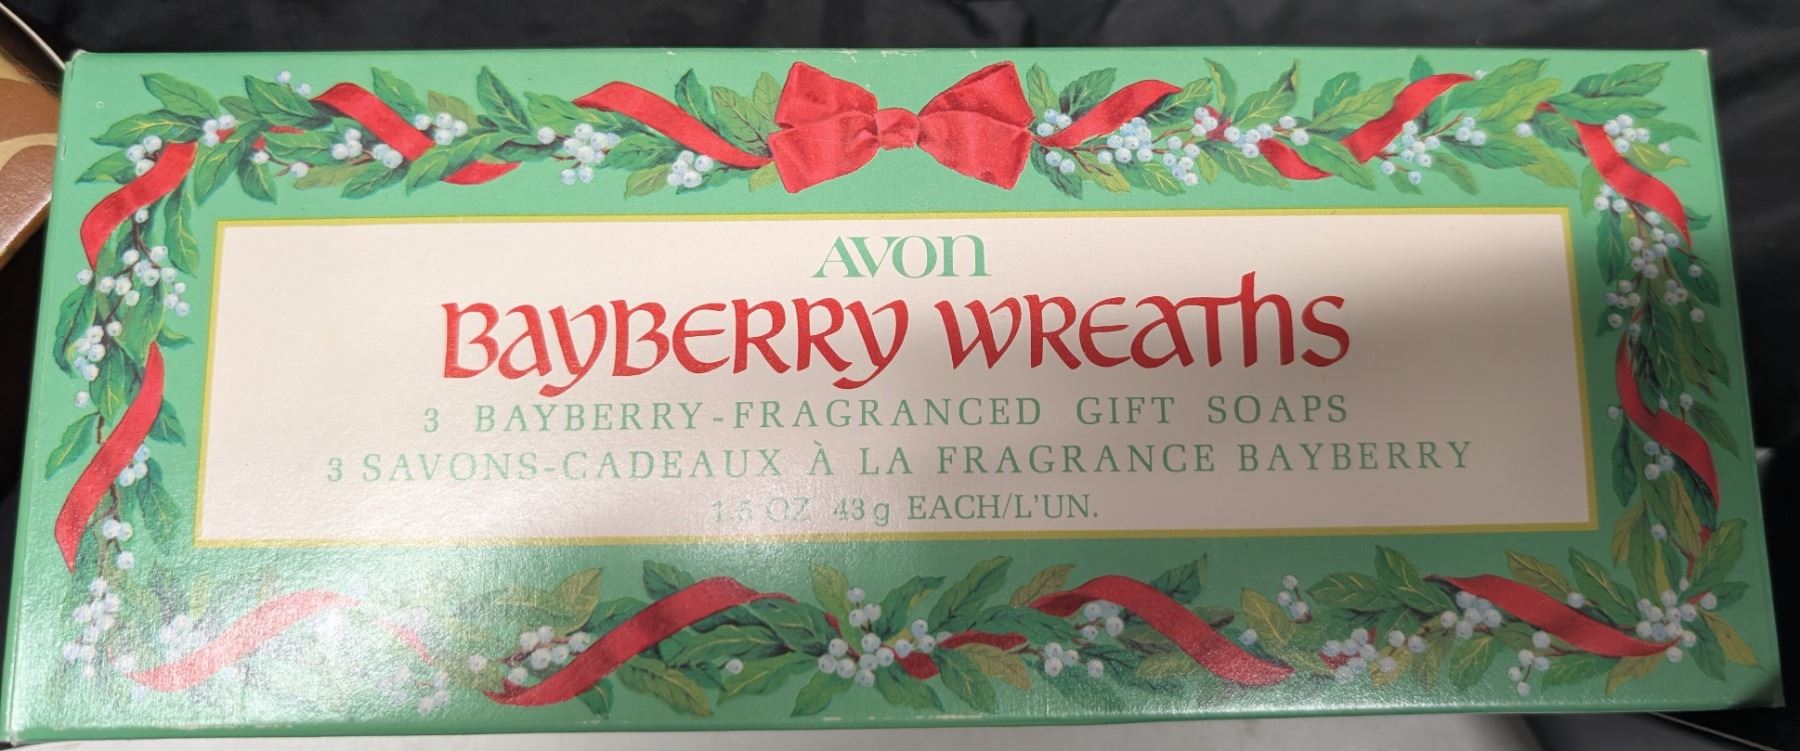 AVON
BAYBERRY WREATHS
3 BAYBERRY-FRAGRANCED GIFT SOAPS
3 SAVONS-CADEAUX À LA FRAGRANCE BAYBERRY
1.5 OZ 43 g EACH/L'UN.